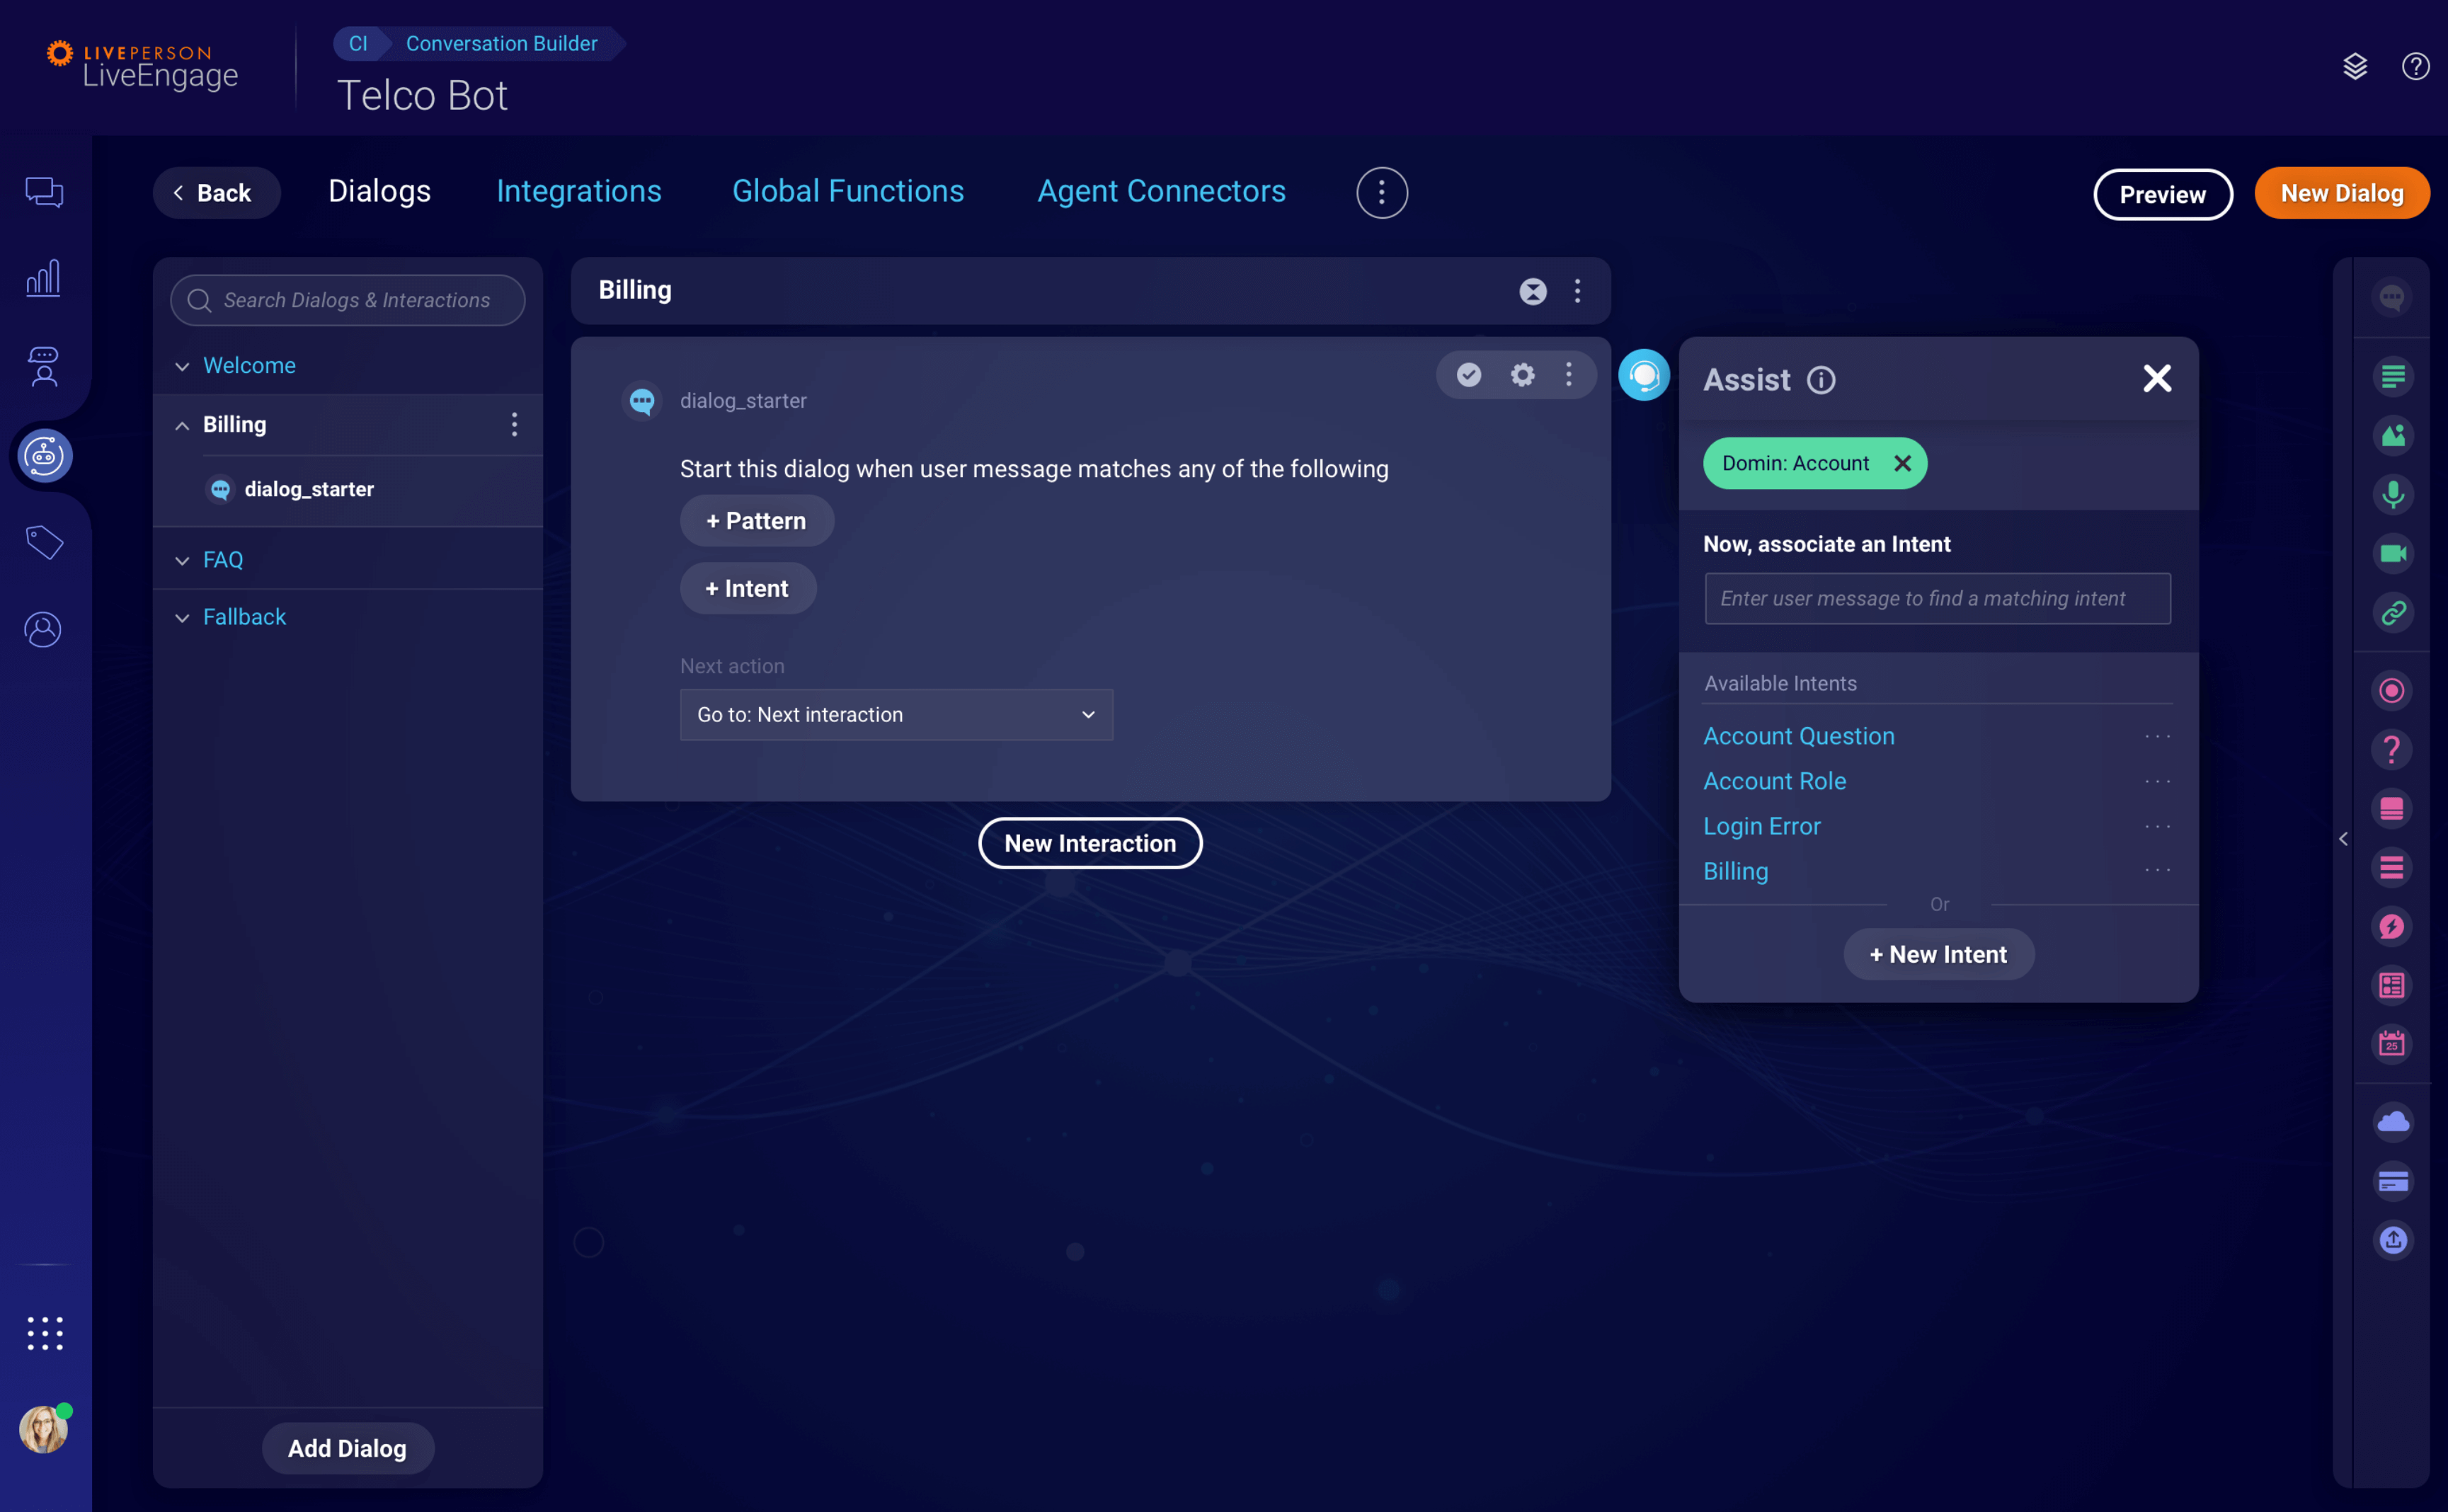 LIVEPERSON
LiveEngage
CI
Conversation Builder
Telco Bot
Back
Dialogs
Integrations
Global Functions
Agent Connectors
Preview
New Dialog
Search Dialogs & Interactions
Welcome
Billing
dialog_starter
FAQ
Fallback
Add Dialog
Billing
dialog_starter
Start this dialog when user message matches any of the following
+ Pattern
+ Intent
Next action
Go to: Next interaction
New Interaction
Assist
Domin: Account
Now, associate an Intent
Enter user message to find a matching intent
Available Intents
Account Question
Account Role
Login Error
Billing
Or
+ New Intent
25